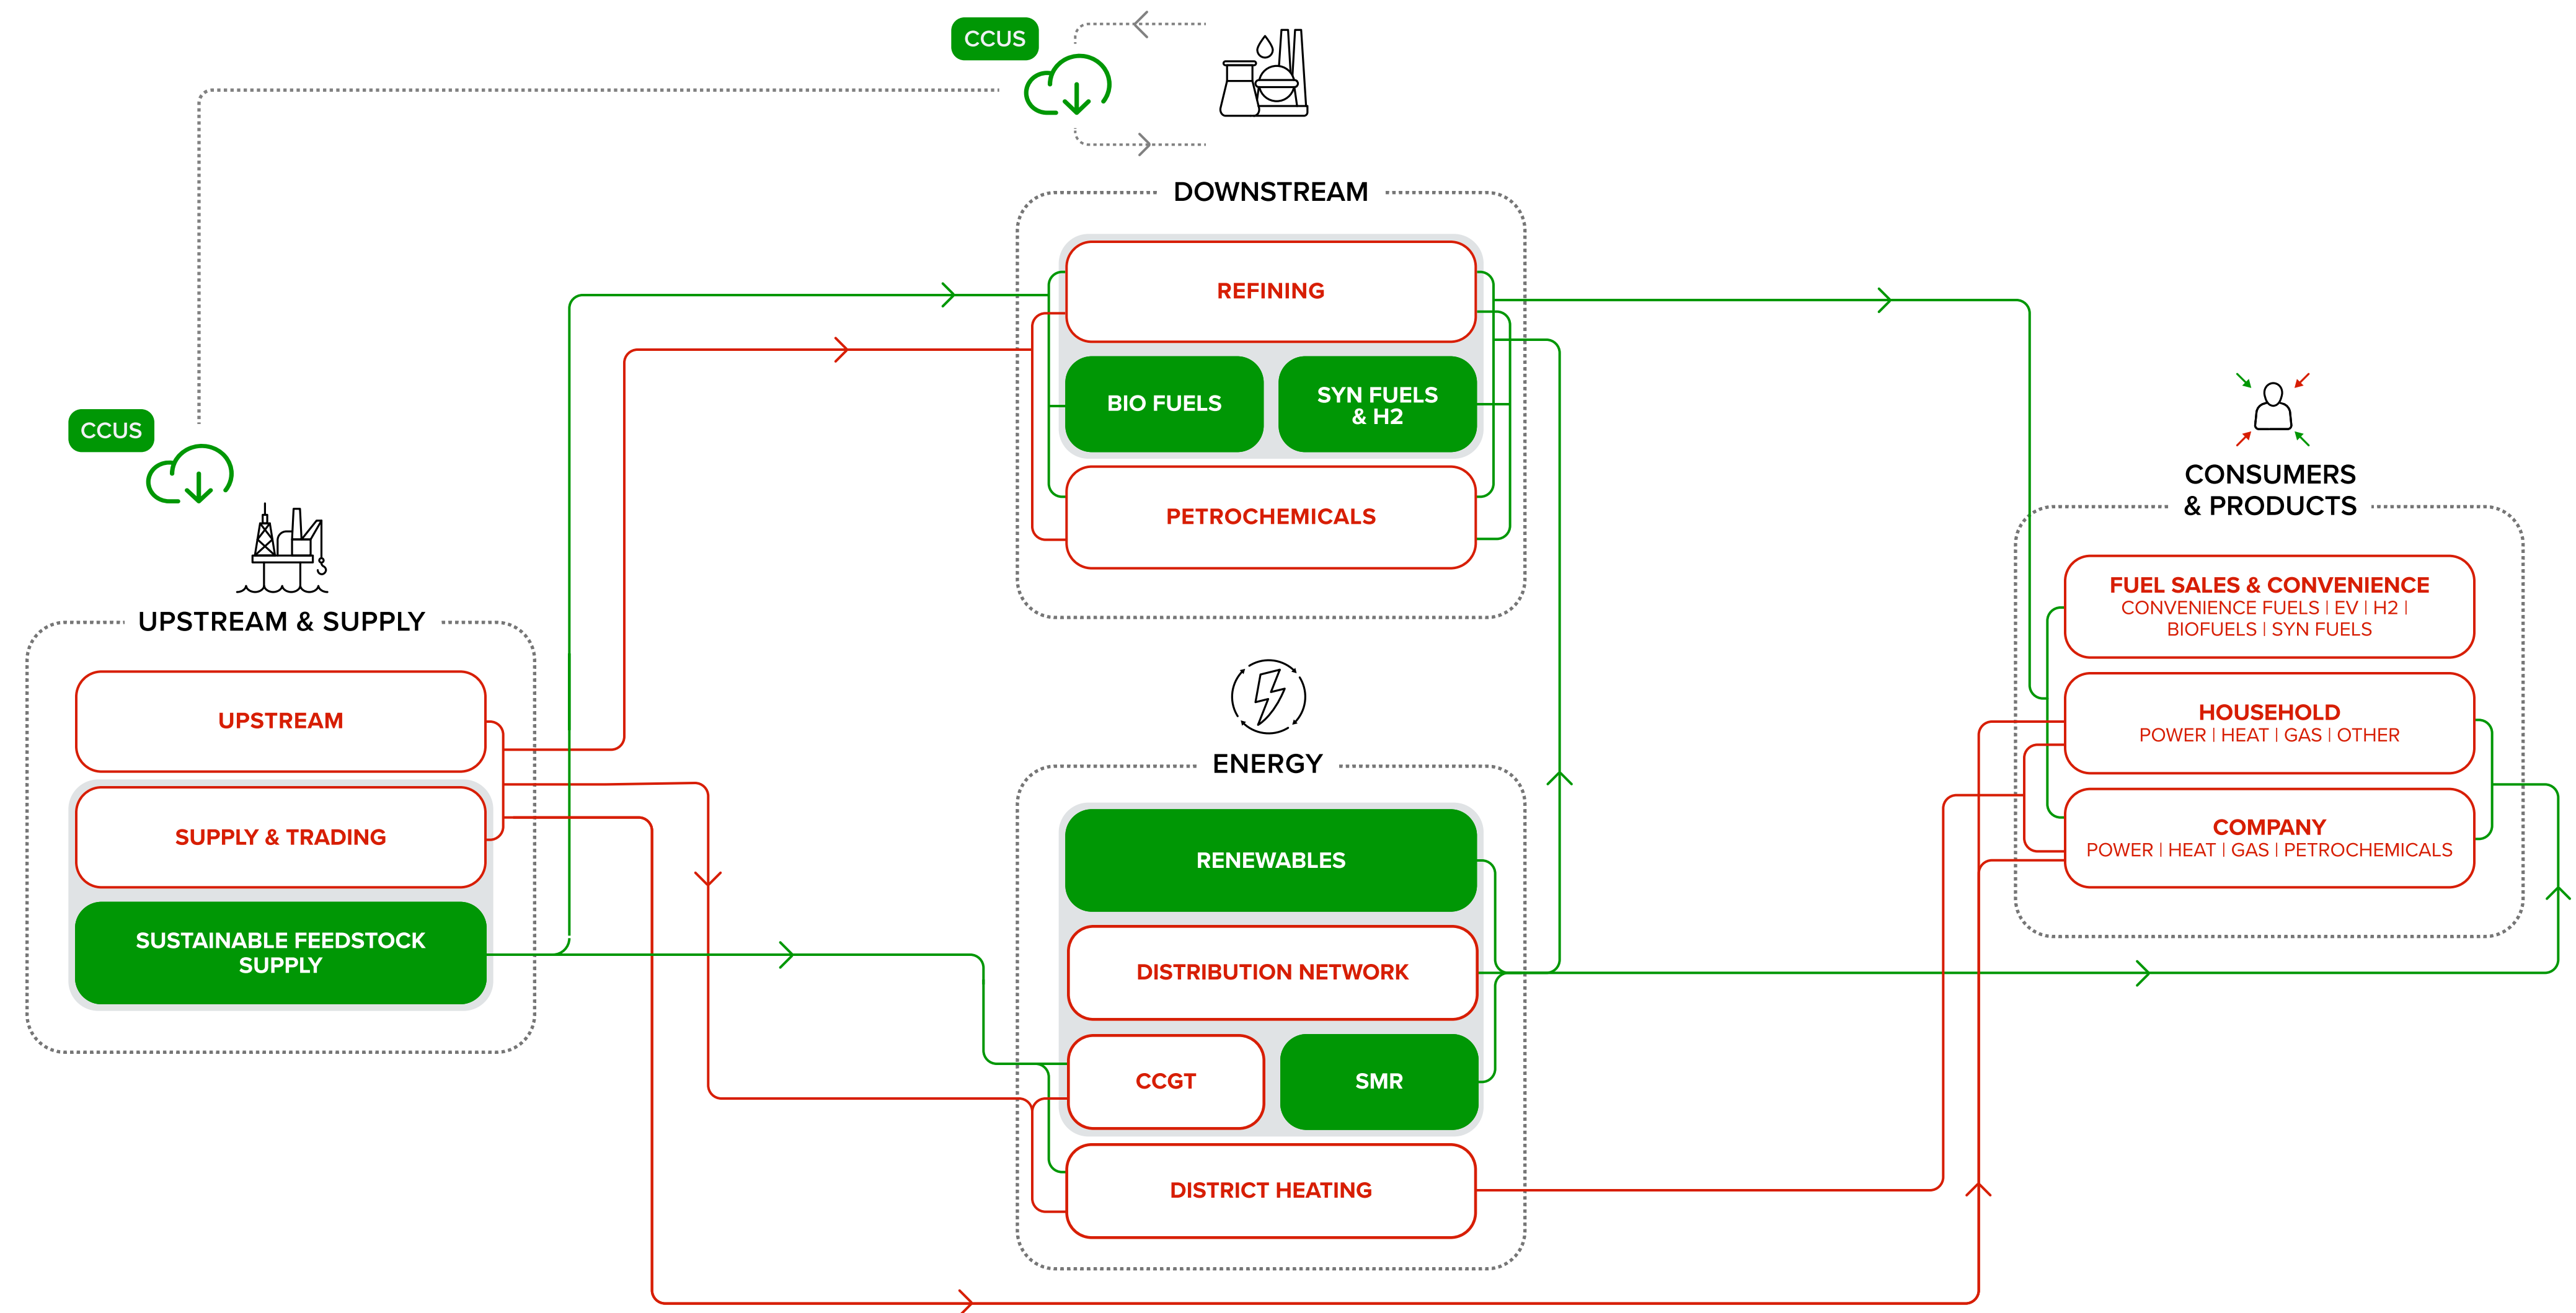 CCUS
CCUS
UPSTREAM & SUPPLY
UPSTREAM
SUPPLY & TRADING
SUSTAINABLE FEEDSTOCK
SUPPLY
DOWNSTREAM
REFINING
BIO FUELS
SYN FUELS
& H2
PETROCHEMICALS
ENERGY
RENEWABLES
DISTRIBUTION NETWORK
CCGT
SMR
DISTRICT HEATING
CONSUMERS
& PRODUCTS
FUEL SALES & CONVENIENCE
CONVENIENCE FUELS | EV | H2 |
BIOFUELS | SYN FUELS
HOUSEHOLD
POWER | HEAT | GAS | OTHER
COMPANY
POWER | HEAT | GAS | PETROCHEMICALS